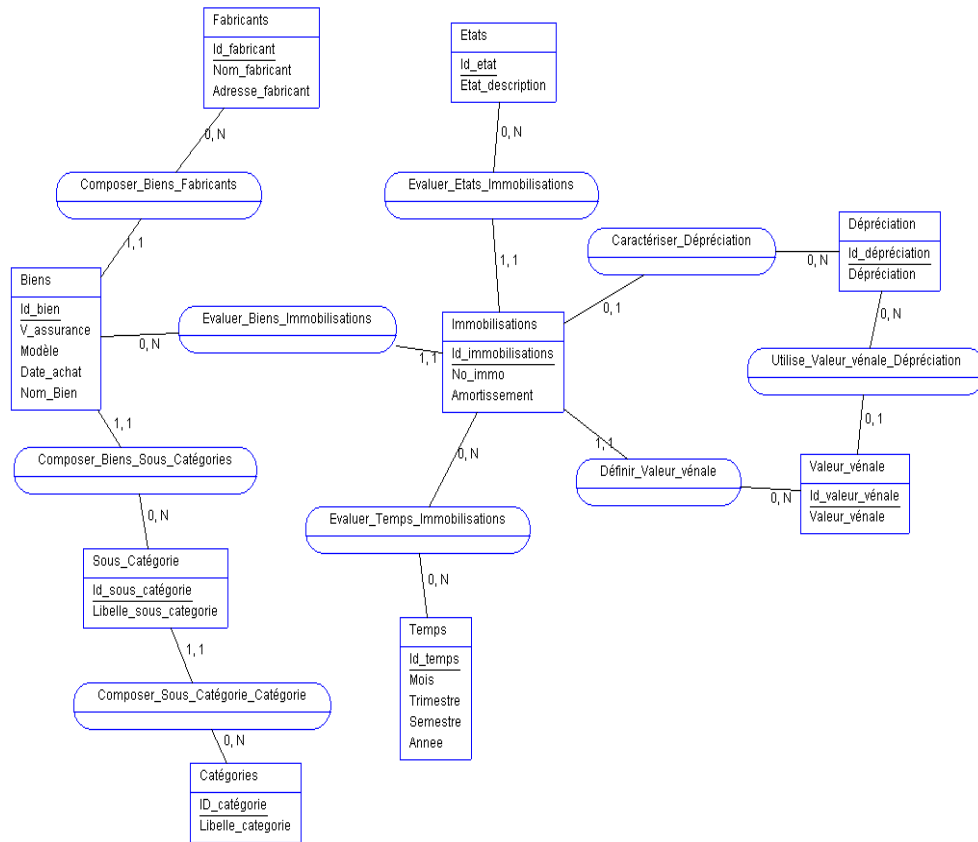 Fabricants
Id_fabricant
Nom_fabricant
Adresse_fabricant
0, N
Composer_Biens_Fabricants
1, 1
Biens
Id_bien
V_assurance
Modèle
Date_achat
Nom_Bien
0, N
Evaluer_Biens_Immobilisations
1, 1
1, 1
Composer_Biens_Sous_Catégories
0, N
Sous_Catégorie
Id_sous_catégorie
Libelle_sous_categorie
1, 1
Composer_Sous_Catégorie_Catégorie
0, N
Catégories
ID_catégorie
Libelle_categorie
Etats
Id_etat
Etat_description
0, N
Evaluer_Etats_Immobilisations
1, 1
Immobilisations
Id_immobilisations
No_immo
Amortissement
0, N
Evaluer_Temps_Immobilisations
0, N
Temps
Id_temps
Mois
Trimestre
Semestre
Annee
0, 1
Caractériser_Dépréciation
0, N
Dépréciation
Id_dépréciation
Dépréciation
0, N
Utilise_Valeur_vénale_Dépréciation
0, 1
Valeur_vénale
Id_valeur_vénale
Valeur_vénale
1, 1
Définir_Valeur_vénale
0, N